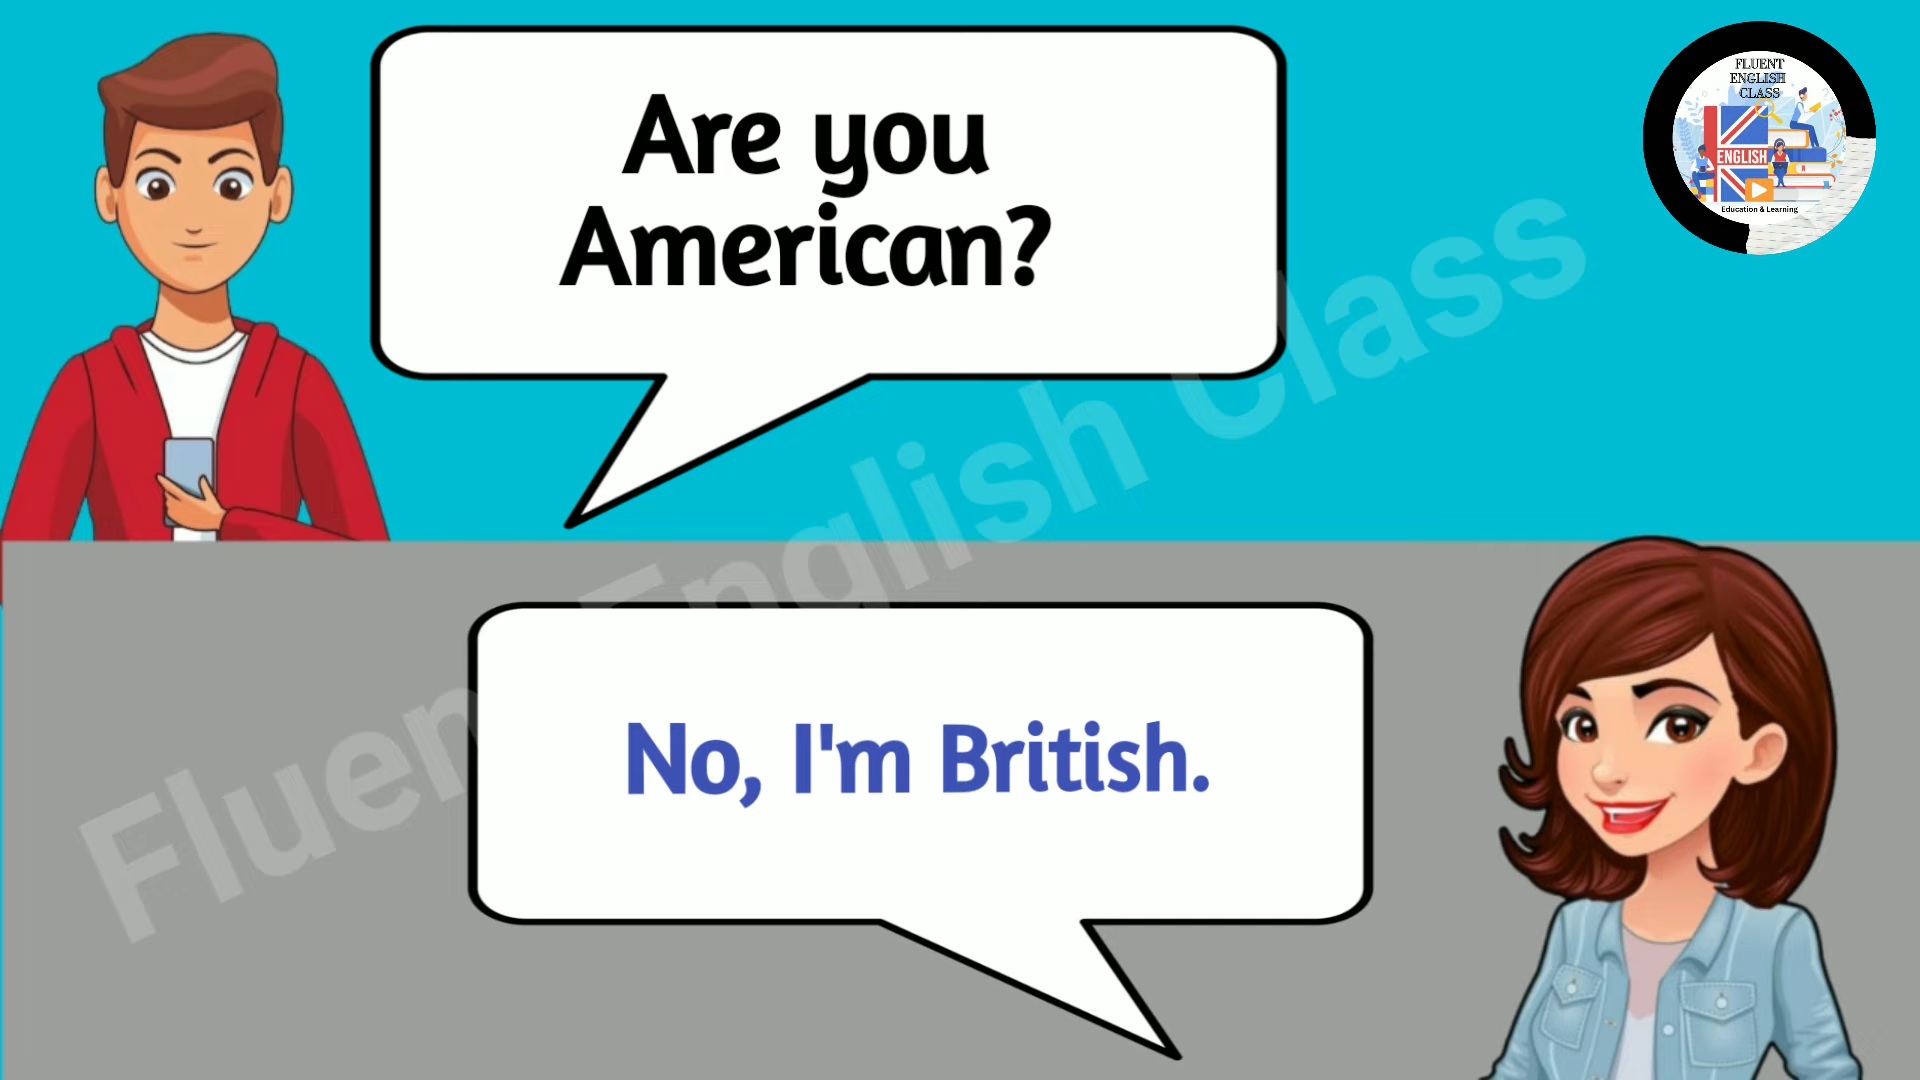 Are you
American?
FLUENT
ENGLISH
CLASS
ENGLISH
Education & Learning
No, I'm British.
Fluent English Class